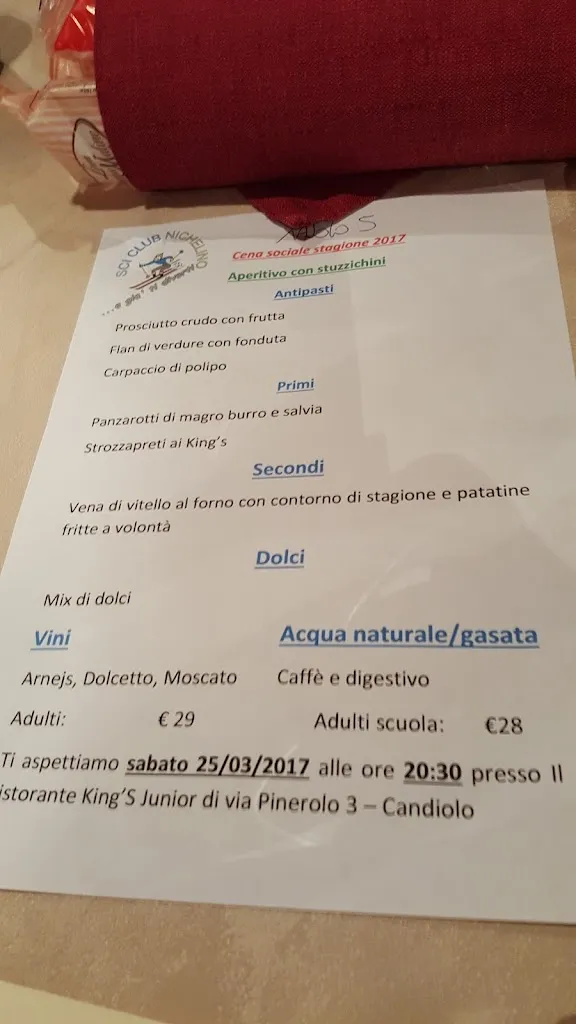 SCI CLUB NICHELINO
Cena sociale stagione 2017
Aperitivo con stuzzichini
Antipasti
Prosciutto crudo con frutta
Flan di verdure con fonduta
Carpaccio di polipo
Primi
Panzarotti di magro burro e salvia
Strozzapreti ai King's
Secondi
Vena di vitello al forno con contorno di stagione e patatine
fritte a volontà
Dolci
Mix di dolci
Vini Acqua naturale/gasata
Arnejs, Dolcetto, Moscato Caffè e digestivo
Adulti: € 29 Adulti scuola: €28
Ti aspettiamo sabato 25/03/2017 alle ore 20:30 presso Il
istorante King'S Junior di via Pinerolo 3 – Candiolo